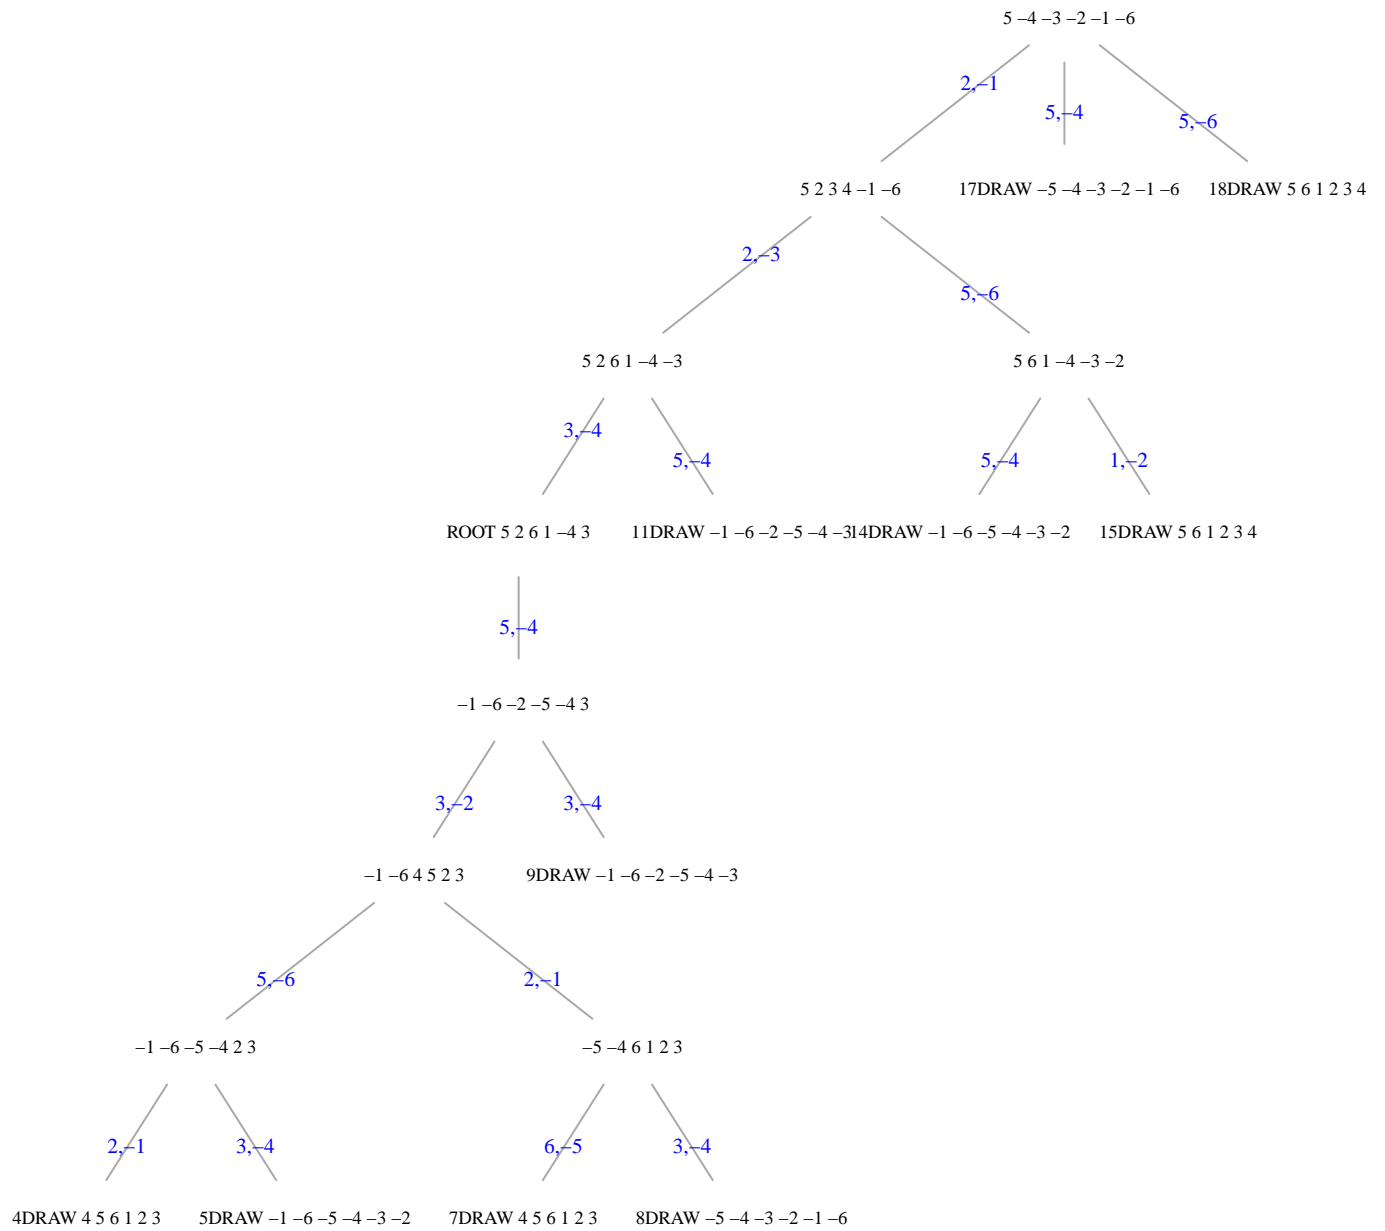 5 –4 –3 –2 –1 –6
2,–1
5,–4
5,–6
5 2 3 4 –1 –6
17DRAW –5 –4 –3 –2 –1 –6
18DRAW 5 6 1 2 3 4
2,–3
5,–6
5 2 6 1 –4 –3
5 6 1 –4 –3 –2
3,–4
5,–4
5,–4
1,–2
ROOT 5 2 6 1 –4 3
11DRAW –1 –6 –2 –5 –4 –3
14DRAW –1 –6 –5 –4 –3 –2
15DRAW 5 6 1 2 3 4
5,–4
–1 –6 –2 –5 –4 3
3,–2
3,–4
–1 –6 4 5 2 3
9DRAW –1 –6 –2 –5 –4 –3
5,–6
2,–1
–1 –6 –5 –4 2 3
–5 –4 6 1 2 3
2,–1
3,–4
6,–5
3,–4
4DRAW 4 5 6 1 2 3
5DRAW –1 –6 –5 –4 –3 –2
7DRAW 4 5 6 1 2 3
8DRAW –5 –4 –3 –2 –1 –6